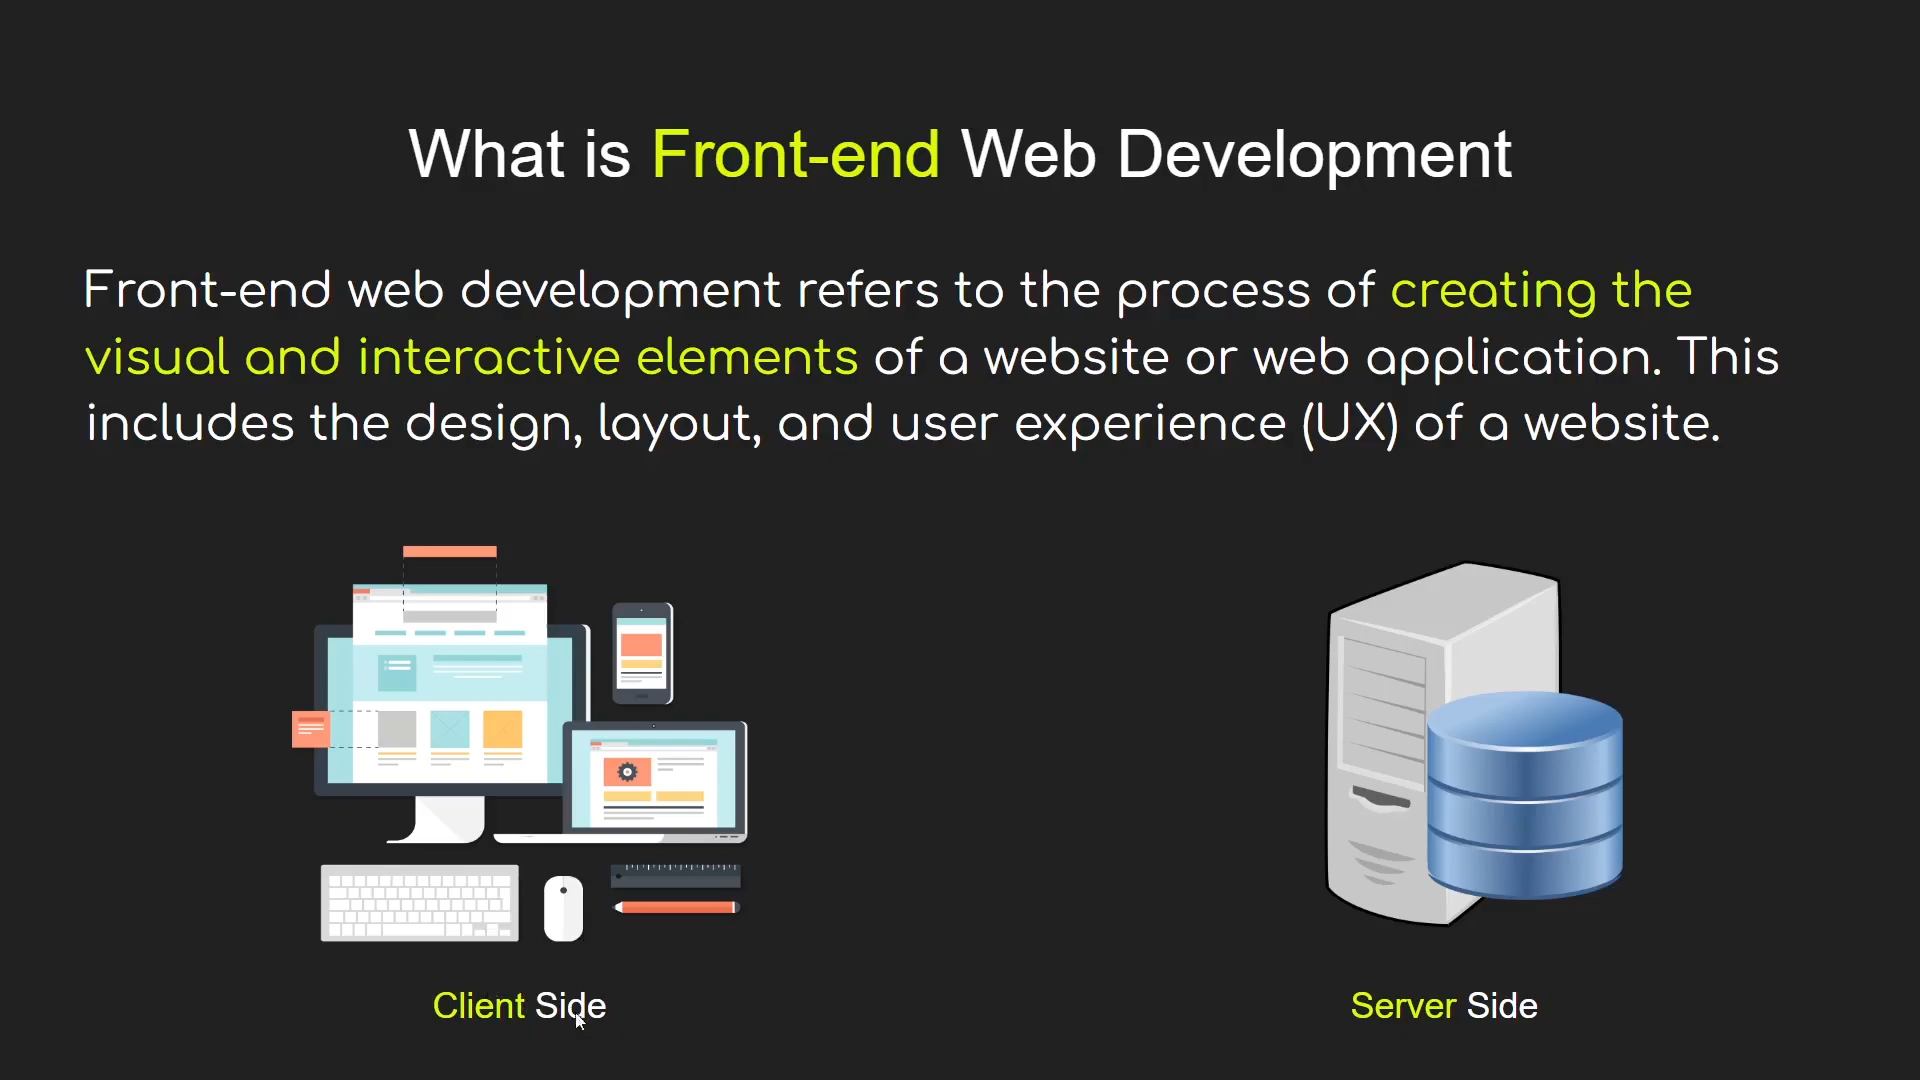 What is Front-end Web Development
Front-end web development refers to the process of creating the
visual and interactive elements of a website or web application. This
includes the design, layout, and user experience (UX) of a website.
Client Side
Server Side